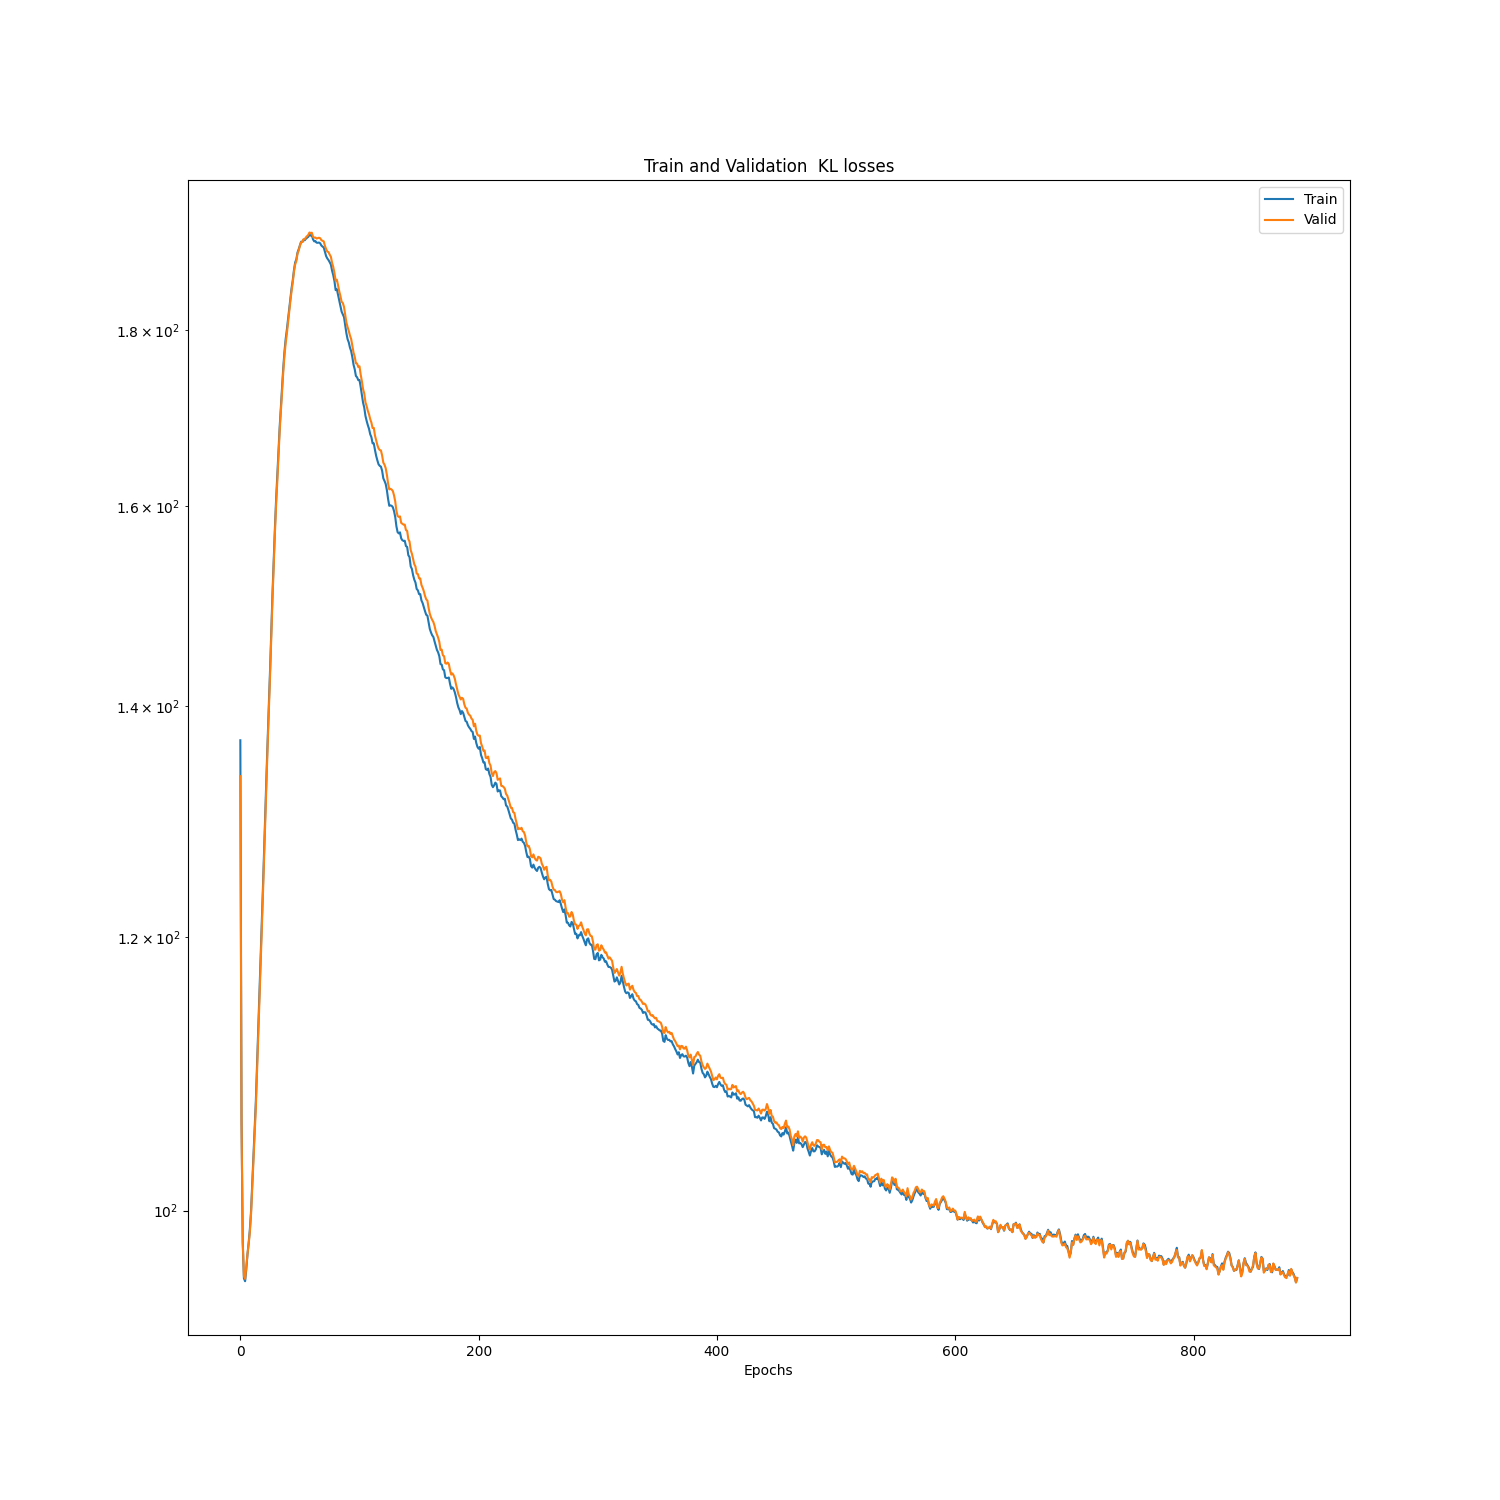 Train and Validation  KL losses
Train
Valid
1.8 × 10²
1.6 × 10²
1.4 × 10²
1.2 × 10²
10²
0 200 400 600 800
Epochs